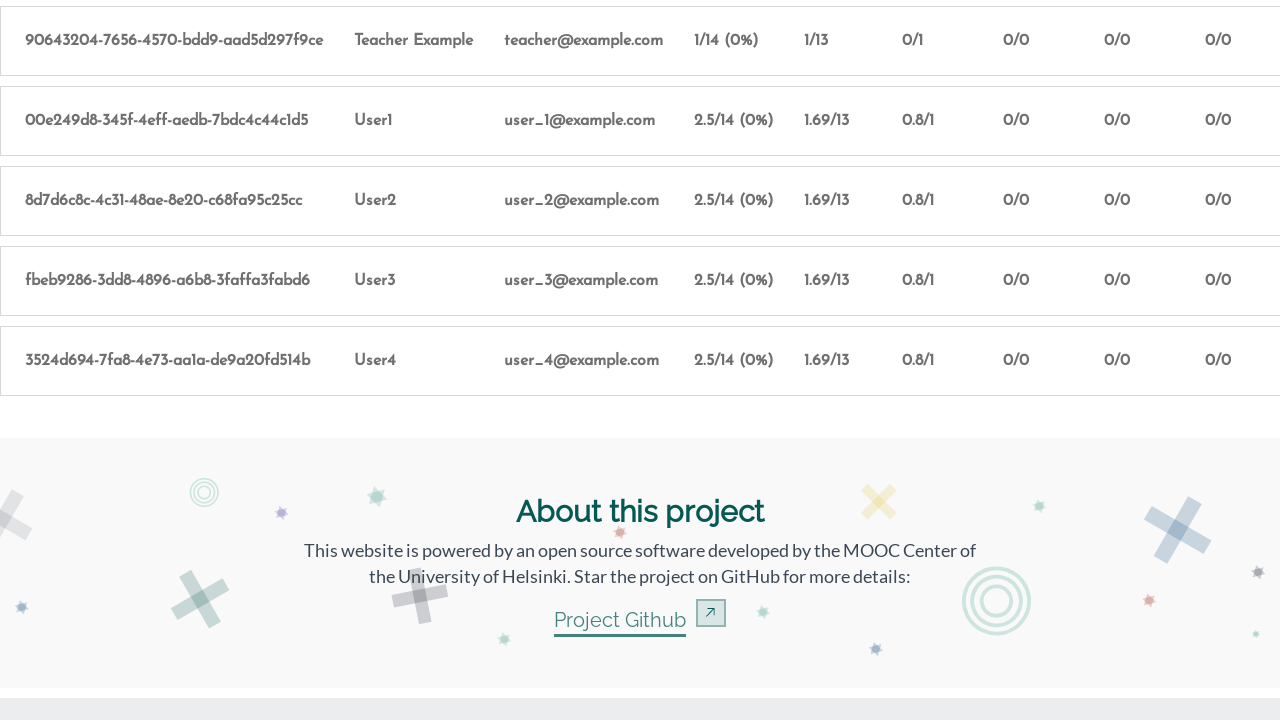 90643204-7656-4570-bdd9-aad5d297f9ce Teacher Example teacher@example.com 1/14 (0%) 1/13 0/1 0/0 0/0 0/0
00e249d8-345f-4eff-aedb-7bdc4c44c1d5 User1 user_1@example.com 2.5/14 (0%) 1.69/13 0.8/1 0/0 0/0 0/0
8d7d6c8c-4c31-48ae-8e20-c68fa95c25cc User2 user_2@example.com 2.5/14 (0%) 1.69/13 0.8/1 0/0 0/0 0/0
fbeb9286-3dd8-4896-a6b8-3faffa3fabd6 User3 user_3@example.com 2.5/14 (0%) 1.69/13 0.8/1 0/0 0/0 0/0
3524d694-7fa8-4e73-aa1a-de9a20fd514b User4 user_4@example.com 2.5/14 (0%) 1.69/13 0.8/1 0/0 0/0 0/0
About this project
This website is powered by an open source software developed by the MOOC Center of
the University of Helsinki. Star the project on GitHub for more details:
Project Github